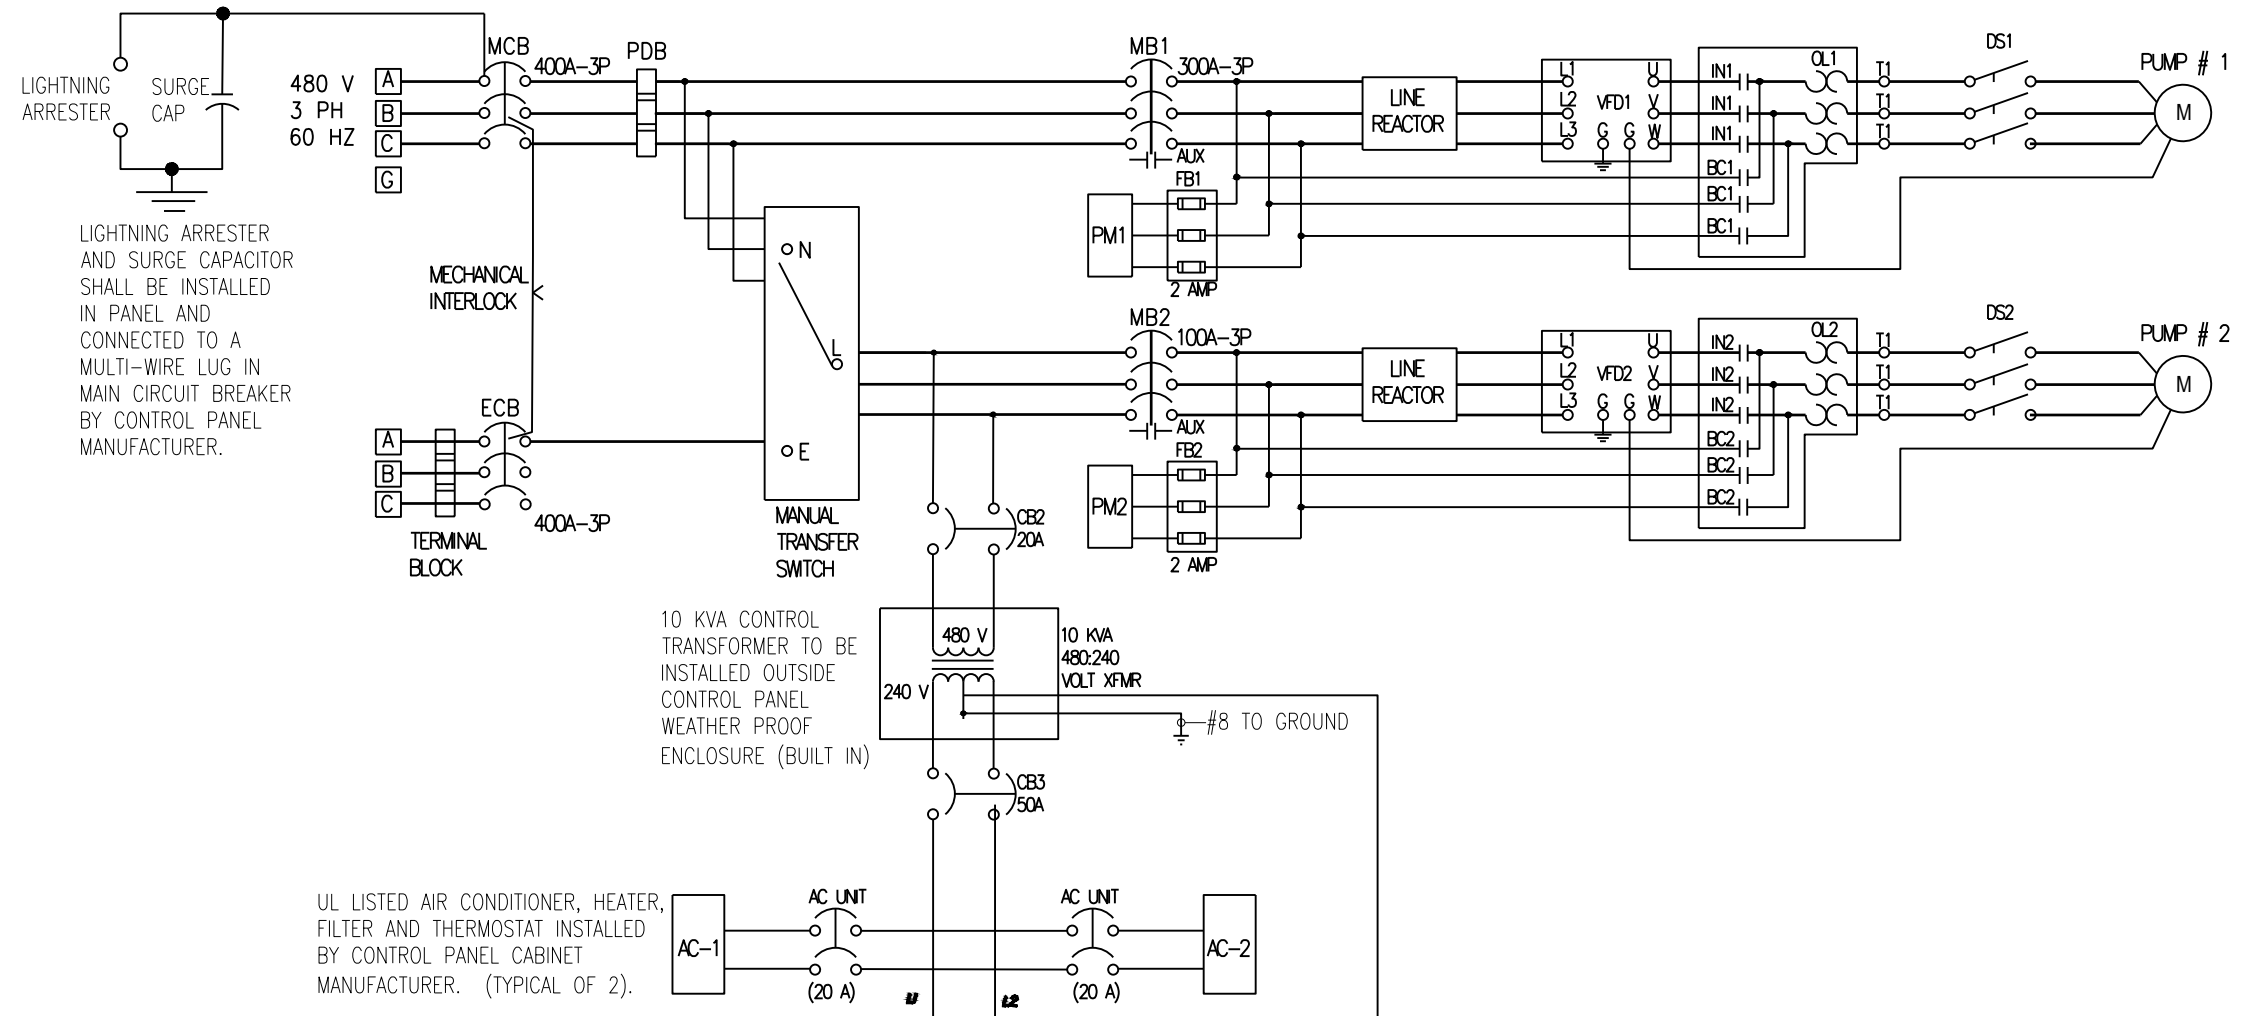 LIGHTNING
ARRESTER
SURGE
CAP
480 V
3 PH
60 HZ
A
B
C
G
MCB
400A-3P
PDB
LIGHTNING ARRESTER
AND SURGE CAPACITOR
SHALL BE INSTALLED
IN PANEL AND
CONNECTED TO A
MULTI-WIRE LUG IN
MAIN CIRCUIT BREAKER
BY CONTROL PANEL
MANUFACTURER.
MECHANICAL
INTERLOCK
ECB
A
B
C
400A-3P
TERMINAL
BLOCK
N
L
E
MANUAL
TRANSFER
SWITCH
MB1
300A-3P
AUX
FB1
PM1
2 AMP
LINE
REACTOR
L1
L2
L3
VFD1
G
G
U
V
W
IN1
IN1
IN1
BC1
BC1
BC1
OL1
T1
T1
T1
DS1
PUMP # 1
M
MB2
100A-3P
AUX
FB2
PM2
2 AMP
LINE
REACTOR
L1
L2
L3
VFD2
G
G
U
V
W
IN2
IN2
IN2
BC2
BC2
BC2
OL2
T1
T1
T1
DS2
PUMP # 2
M
CB2
20A
10 KVA CONTROL
TRANSFORMER TO BE
INSTALLED OUTSIDE
CONTROL PANEL
WEATHER PROOF
ENCLOSURE (BUILT IN)
480 V
240 V
10 KVA
480:240
VOLT XFMR
#8 TO GROUND
CB3
50A
UL LISTED AIR CONDITIONER, HEATER,
FILTER AND THERMOSTAT INSTALLED
BY CONTROL PANEL CABINET
MANUFACTURER. (TYPICAL OF 2).
AC-1
AC UNIT
(20 A)
AC UNIT
(20 A)
AC-2
L2